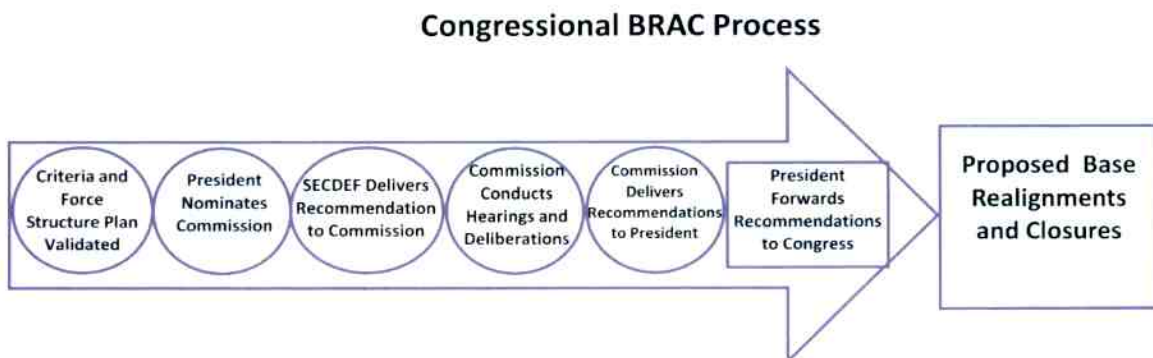 Congressional BRAC Process
Criteria and
Force
Structure Plan
Validated
President
Nominates
Commission
SECDEF Delivers
Recommendation
to Commission
Commission
Conducts
Hearings and
Deliberations
Commission
Delivers
Recommendations
to President
President
Forwards
Recommendations
to Congress
Proposed Base
Realignments
and Closures